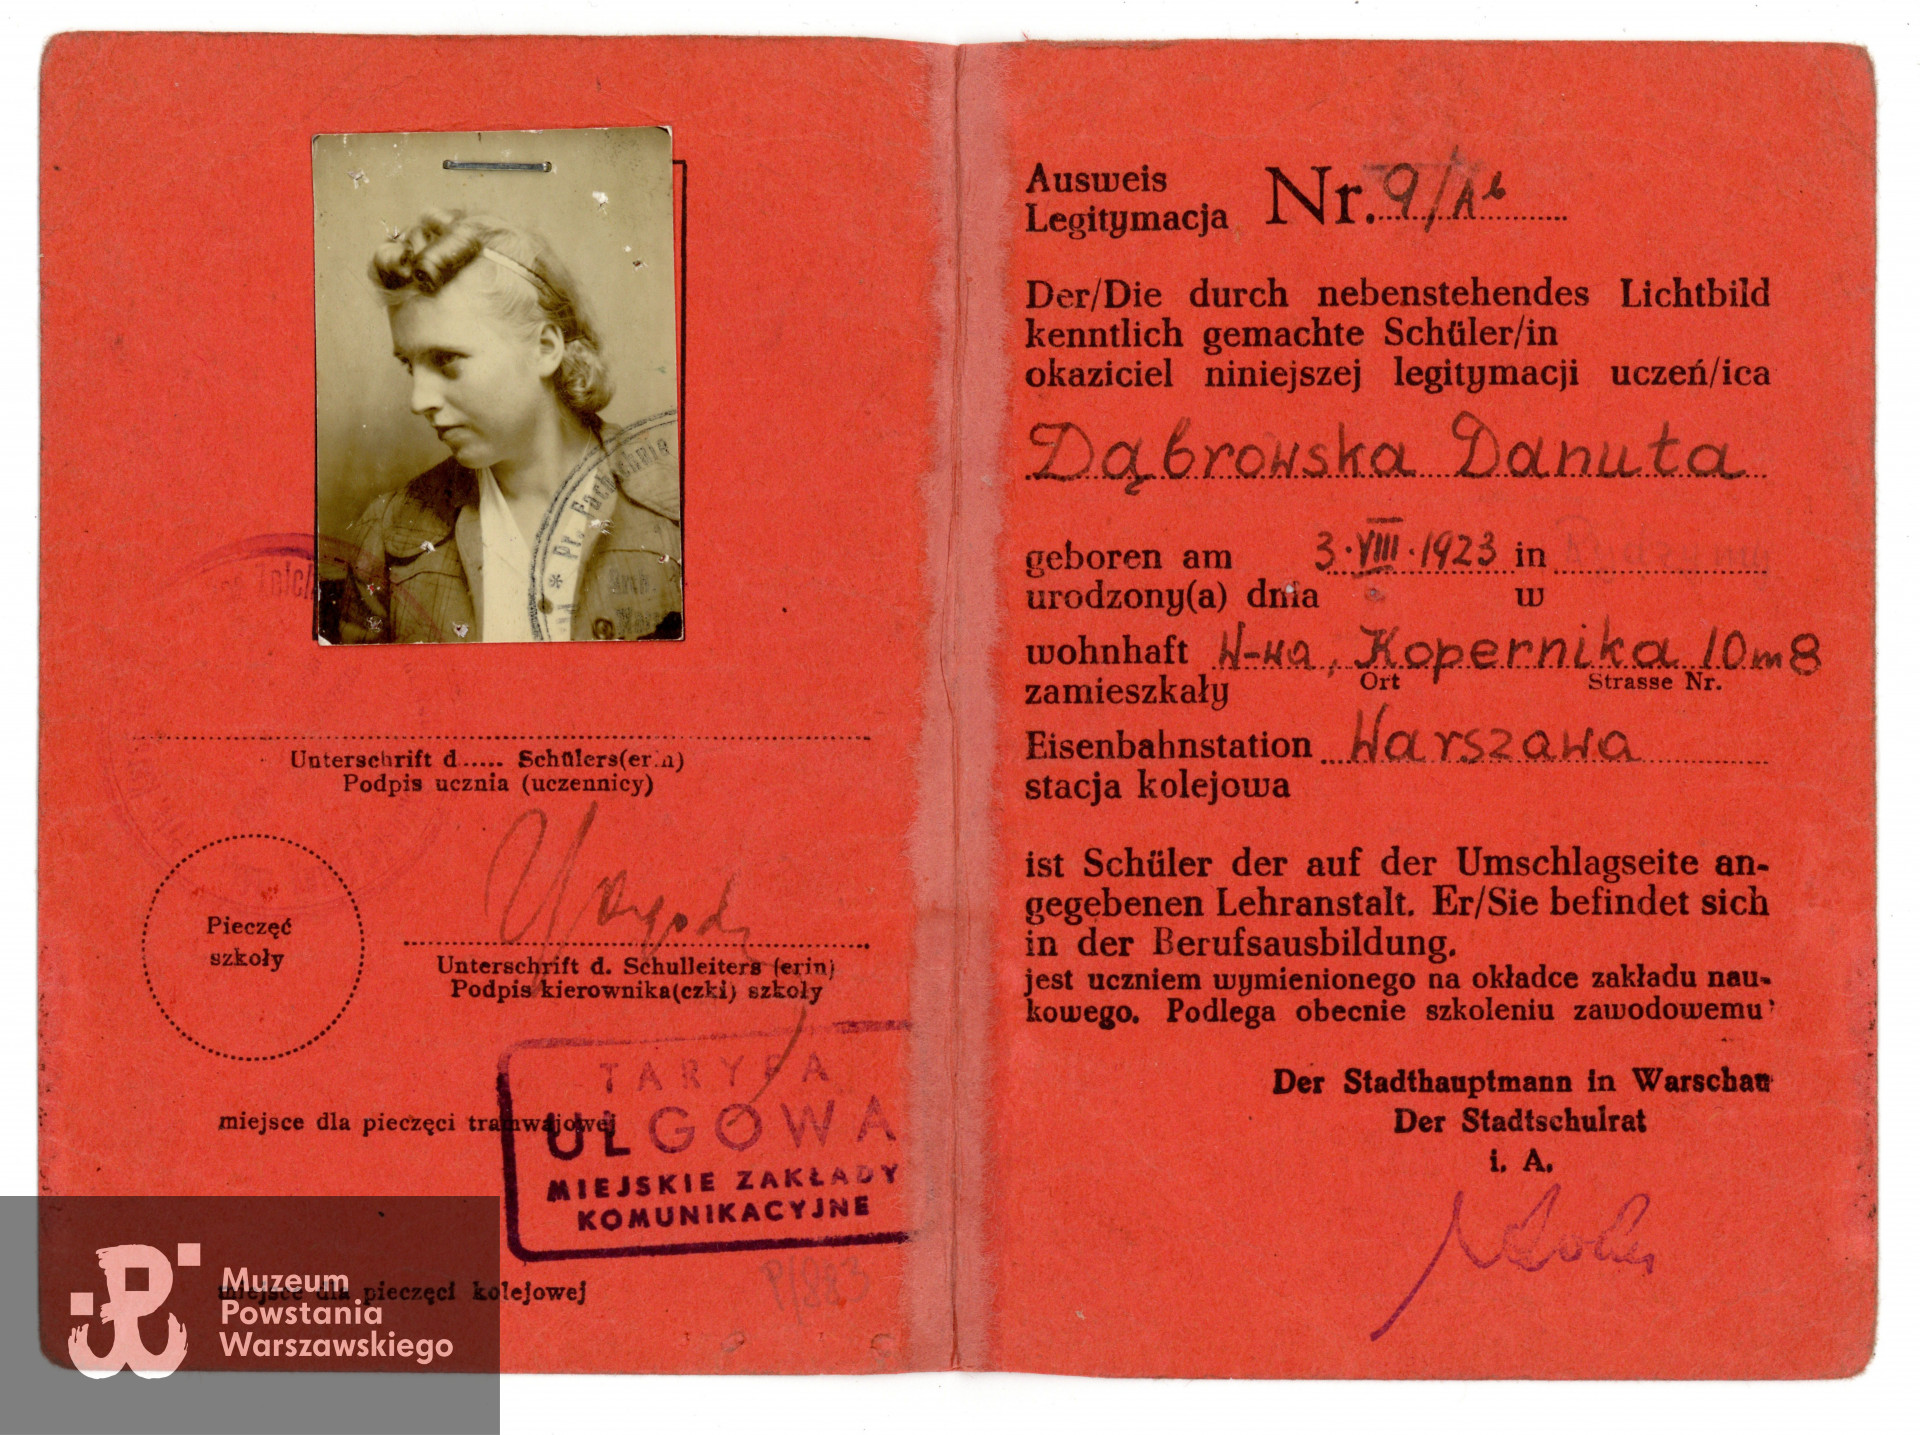 Pr. Fachschule
Unterschrift d...... Schülers(erin)
Podpis ucznia (uczennicy)
Pieczęć
szkoły
Unterschrift d. Schulleiters (erin)
Podpis kierownika(czki) szkoły
TARYFA
ULGOWA
MIEJSKIE ZAKŁADY
KOMUNIKACYJNE
miejsce dla pieczęci tramwajowej
miejsce dla pieczęci kolejowej
Muzeum
Powstania
Warszawskiego
Ausweis
Legitymacja Nr. 9/
Der/Die durch nebenstehendes Lichtbild
kenntlich gemachte Schüler/in
okaziciel niniejszej legitymacji uczeń/ica
Dąbrowska Danuta
geboren am 3·VIII·1923 in
urodzony(a) dnia w
wohnhaft W-wa, Kopernika 10 m 8
zamieszkały Ort Strasse Nr.
Eisenbahnstation Warszawa
stacja kolejowa
ist Schüler der auf der Umschlagseite an-
gegebenen Lehranstalt. Er/Sie befindet sich
in der Berufsausbildung.
jest uczniem wymienionego na okładce zakładu nau-
kowego. Podlega obecnie szkoleniu zawodowemu
Der Stadthauptmann in Warschau
Der Stadtschulrat
i. A.